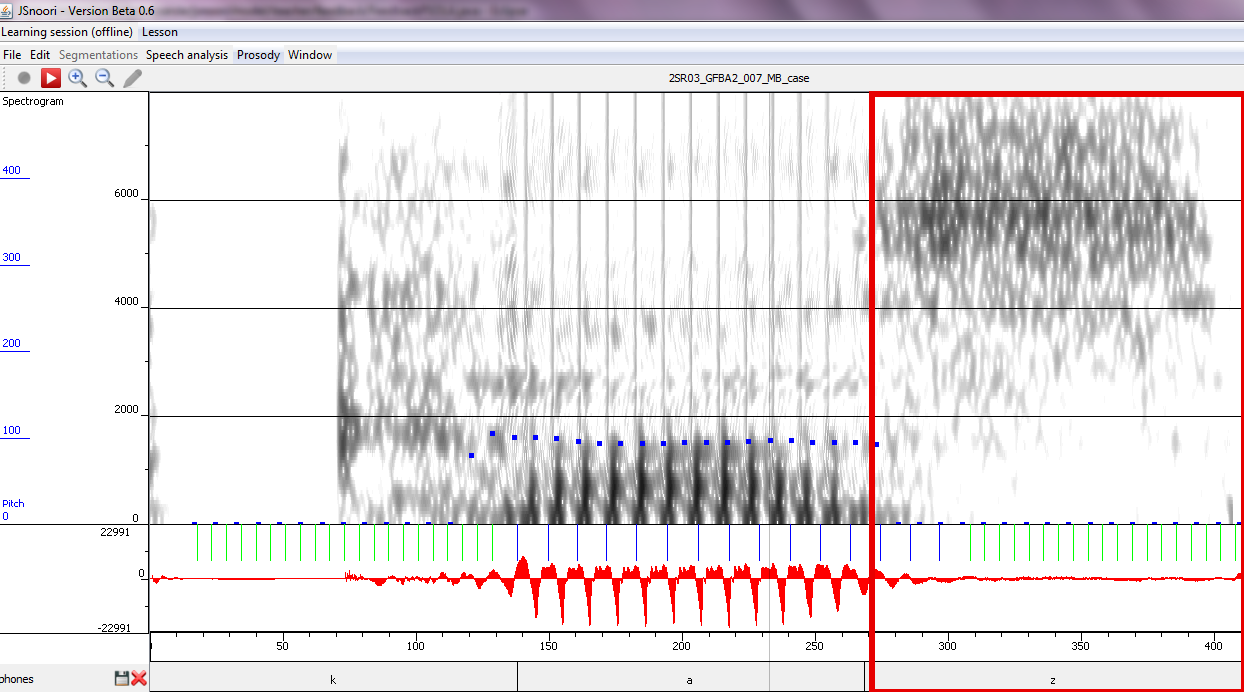 JSnoori - Version Beta 0.6
Learning session (offline) Lesson
File Edit Segmentations Speech analysis Prosody Window
2SR03_GFBA2_007_MB_case
Spectrogram
400
6000
300
4000
200
2000
100
Pitch
0
0
22991
0
-22991
50 100 150 200 250 300 350 400
phones
k a z